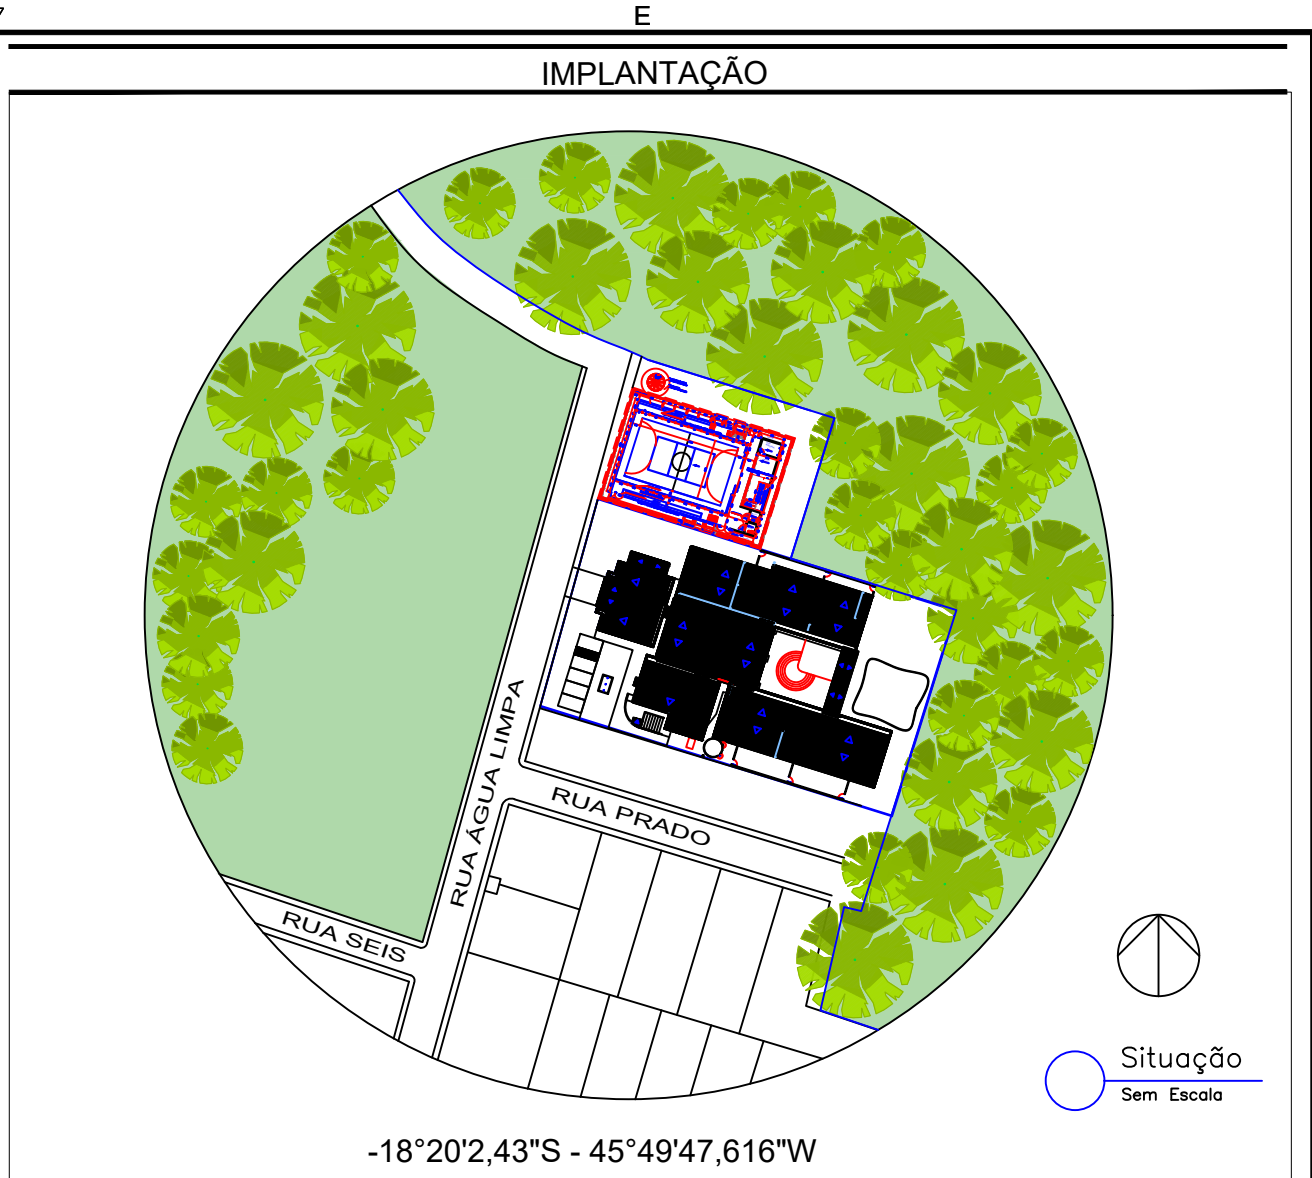 E
IMPLANTAÇÃO
RUA ÁGUA LIMPA
RUA PRADO
RUA SEIS
Situação
Sem Escala
-18°20'2,43"S - 45°49'47,616"W